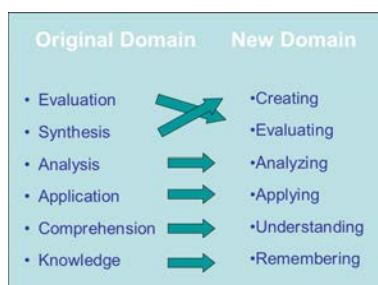 Original Domain New Domain
• Evaluation •Creating
• Synthesis •Evaluating
• Analysis •Analyzing
• Application •Applying
• Comprehension •Understanding
• Knowledge •Remembering